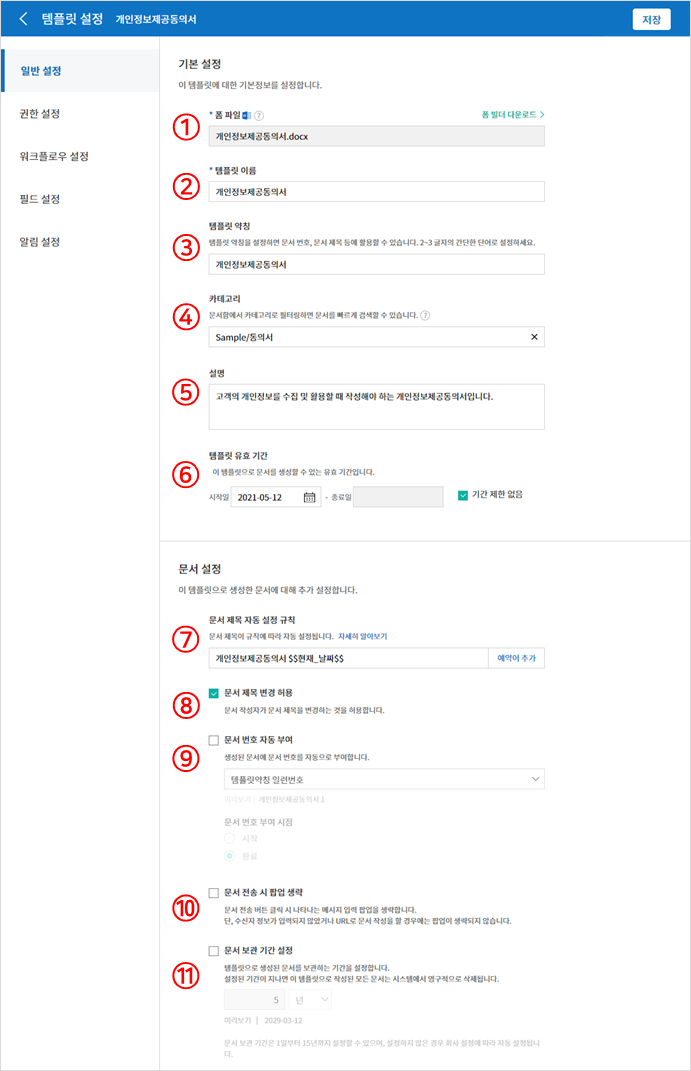 템플릿 설정 개인정보제공동의서 저장
일반 설정
권한 설정
워크플로우 설정
필드 설정
알림 설정
기본 설정
이 템플릿에 대한 기본정보를 설정합니다.
① * 폼 파일 ? 폼 빌더 다운로드 >
개인정보제공동의서.docx
② * 템플릿 이름
개인정보제공동의서
③ 템플릿 약칭
템플릿 약칭을 설정하면 문서 번호, 문서 제목 등에 활용할 수 있습니다. 2~3 글자의 간단한 단어로 설정하세요.
개인정보제공동의서
④ 카테고리
문서함에서 카테고리로 필터링하면 문서를 빠르게 검색할 수 있습니다. ?
Sample/동의서 ×
⑤ 설명
고객의 개인정보를 수집 및 활용할 때 작성해야 하는 개인정보제공동의서입니다.
⑥ 템플릿 유효 기간
이 템플릿으로 문서를 생성할 수 있는 유효 기간입니다.
시작일 2021-05-12 - 종료일 기간 제한 없음
문서 설정
이 템플릿으로 생성한 문서에 대해 추가 설정합니다.
⑦ 문서 제목 자동 설정 규칙
문서 제목이 규칙에 따라 자동 설정됩니다. 자세히 알아보기
개인정보제공동의서 $$현재_날짜$$ 예약어 추가
⑧ 문서 제목 변경 허용
문서 작성자가 문서 제목을 변경하는 것을 허용합니다.
⑨ 문서 번호 자동 부여
생성된 문서에 문서 번호를 자동으로 부여합니다.
템플릿약칭 일련번호
미리보기 | 개인정보제공동의서 1
문서 번호 부여 시점
시작
완료
⑩ 문서 전송 시 팝업 생략
문서 전송 버튼 클릭 시 나타나는 메시지 입력 팝업을 생략합니다.
단, 수신자 정보가 입력되지 않았거나 URL로 문서 작성을 할 경우에는 팝업이 생략되지 않습니다.
⑪ 문서 보관 기간 설정
템플릿으로 생성된 문서를 보관하는 기간을 설정합니다.
설정된 기간이 지나면 이 템플릿으로 작성된 모든 문서는 시스템에서 영구적으로 삭제됩니다.
5 년
미리보기 | 2029-03-12
문서 보관 기간은 1일부터 15년까지 설정할 수 있으며, 설정하지 않은 경우 회사 설정에 따라 자동 설정됩니
다.